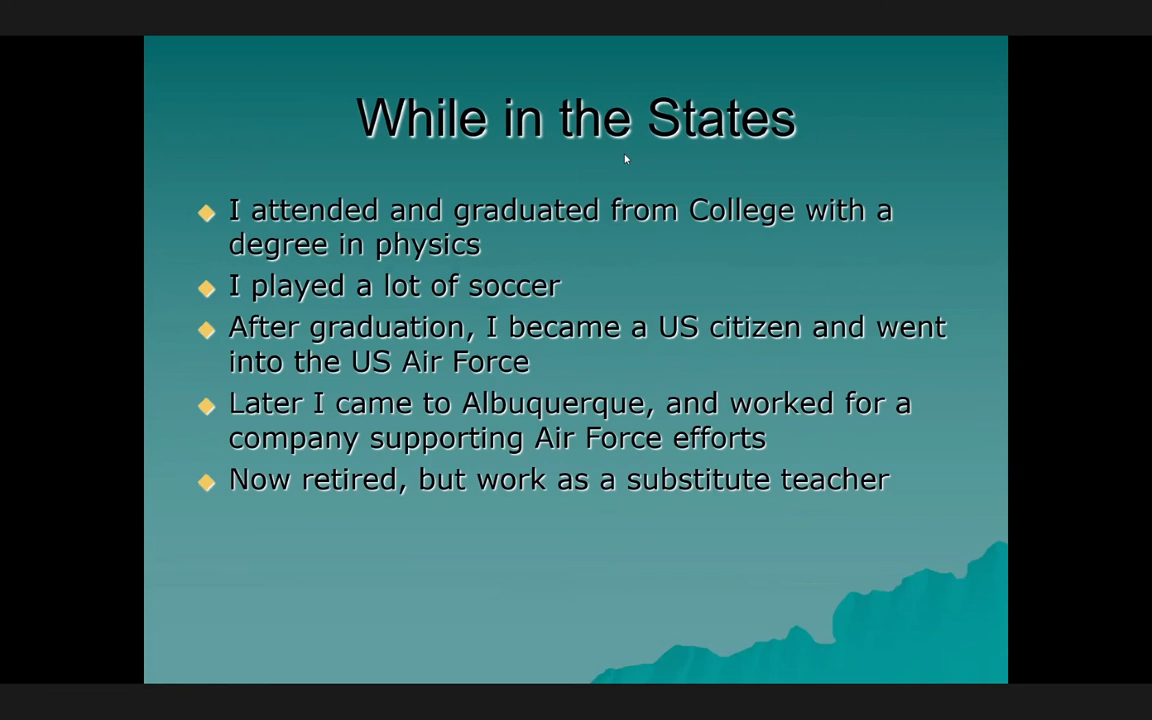 While in the States
I attended and graduated from College with a
degree in physics
I played a lot of soccer
After graduation, I became a US citizen and went
into the US Air Force
Later I came to Albuquerque, and worked for a
company supporting Air Force efforts
Now retired, but work as a substitute teacher